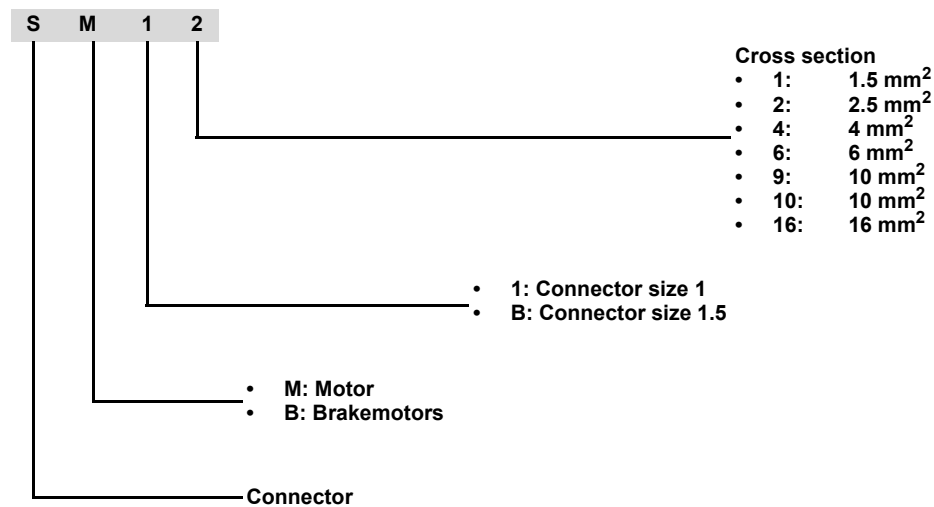 S M 1 2
Cross section
• 1: 1.5 mm²
• 2: 2.5 mm²
• 4: 4 mm²
• 6: 6 mm²
• 9: 10 mm²
• 10: 10 mm²
• 16: 16 mm²
• 1: Connector size 1
• B: Connector size 1.5
• M: Motor
• B: Brakemotors
Connector